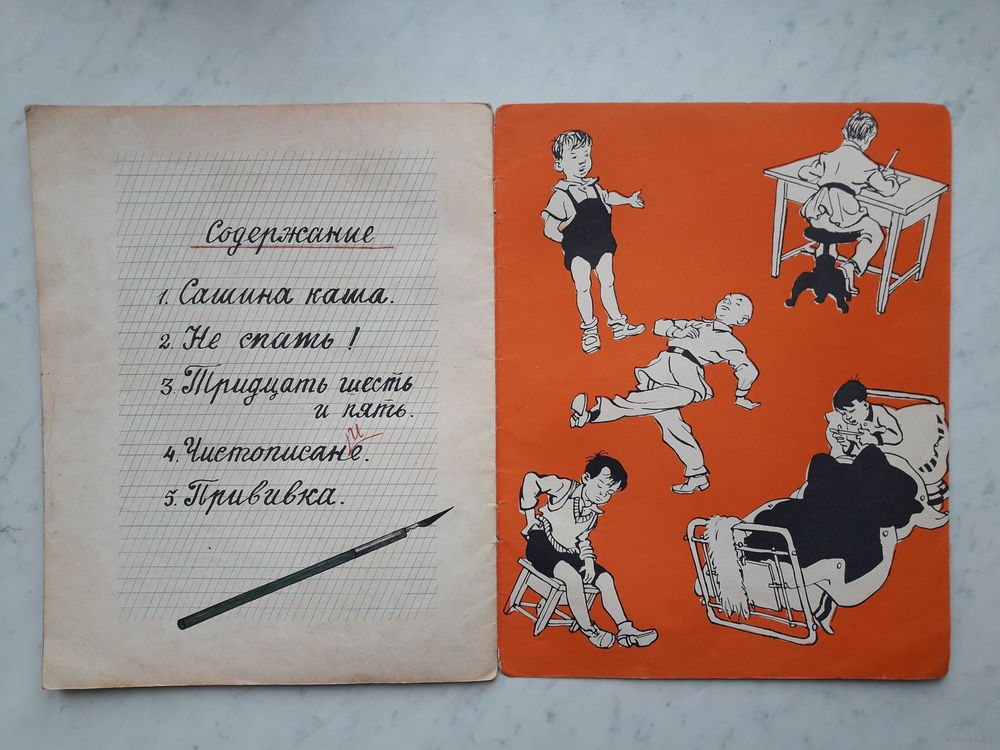 Содержание
1. Сашина каша.
2. Не спать!
3. Тридцать шесть
и пять.
4. Чистописание.
5. Прививка.